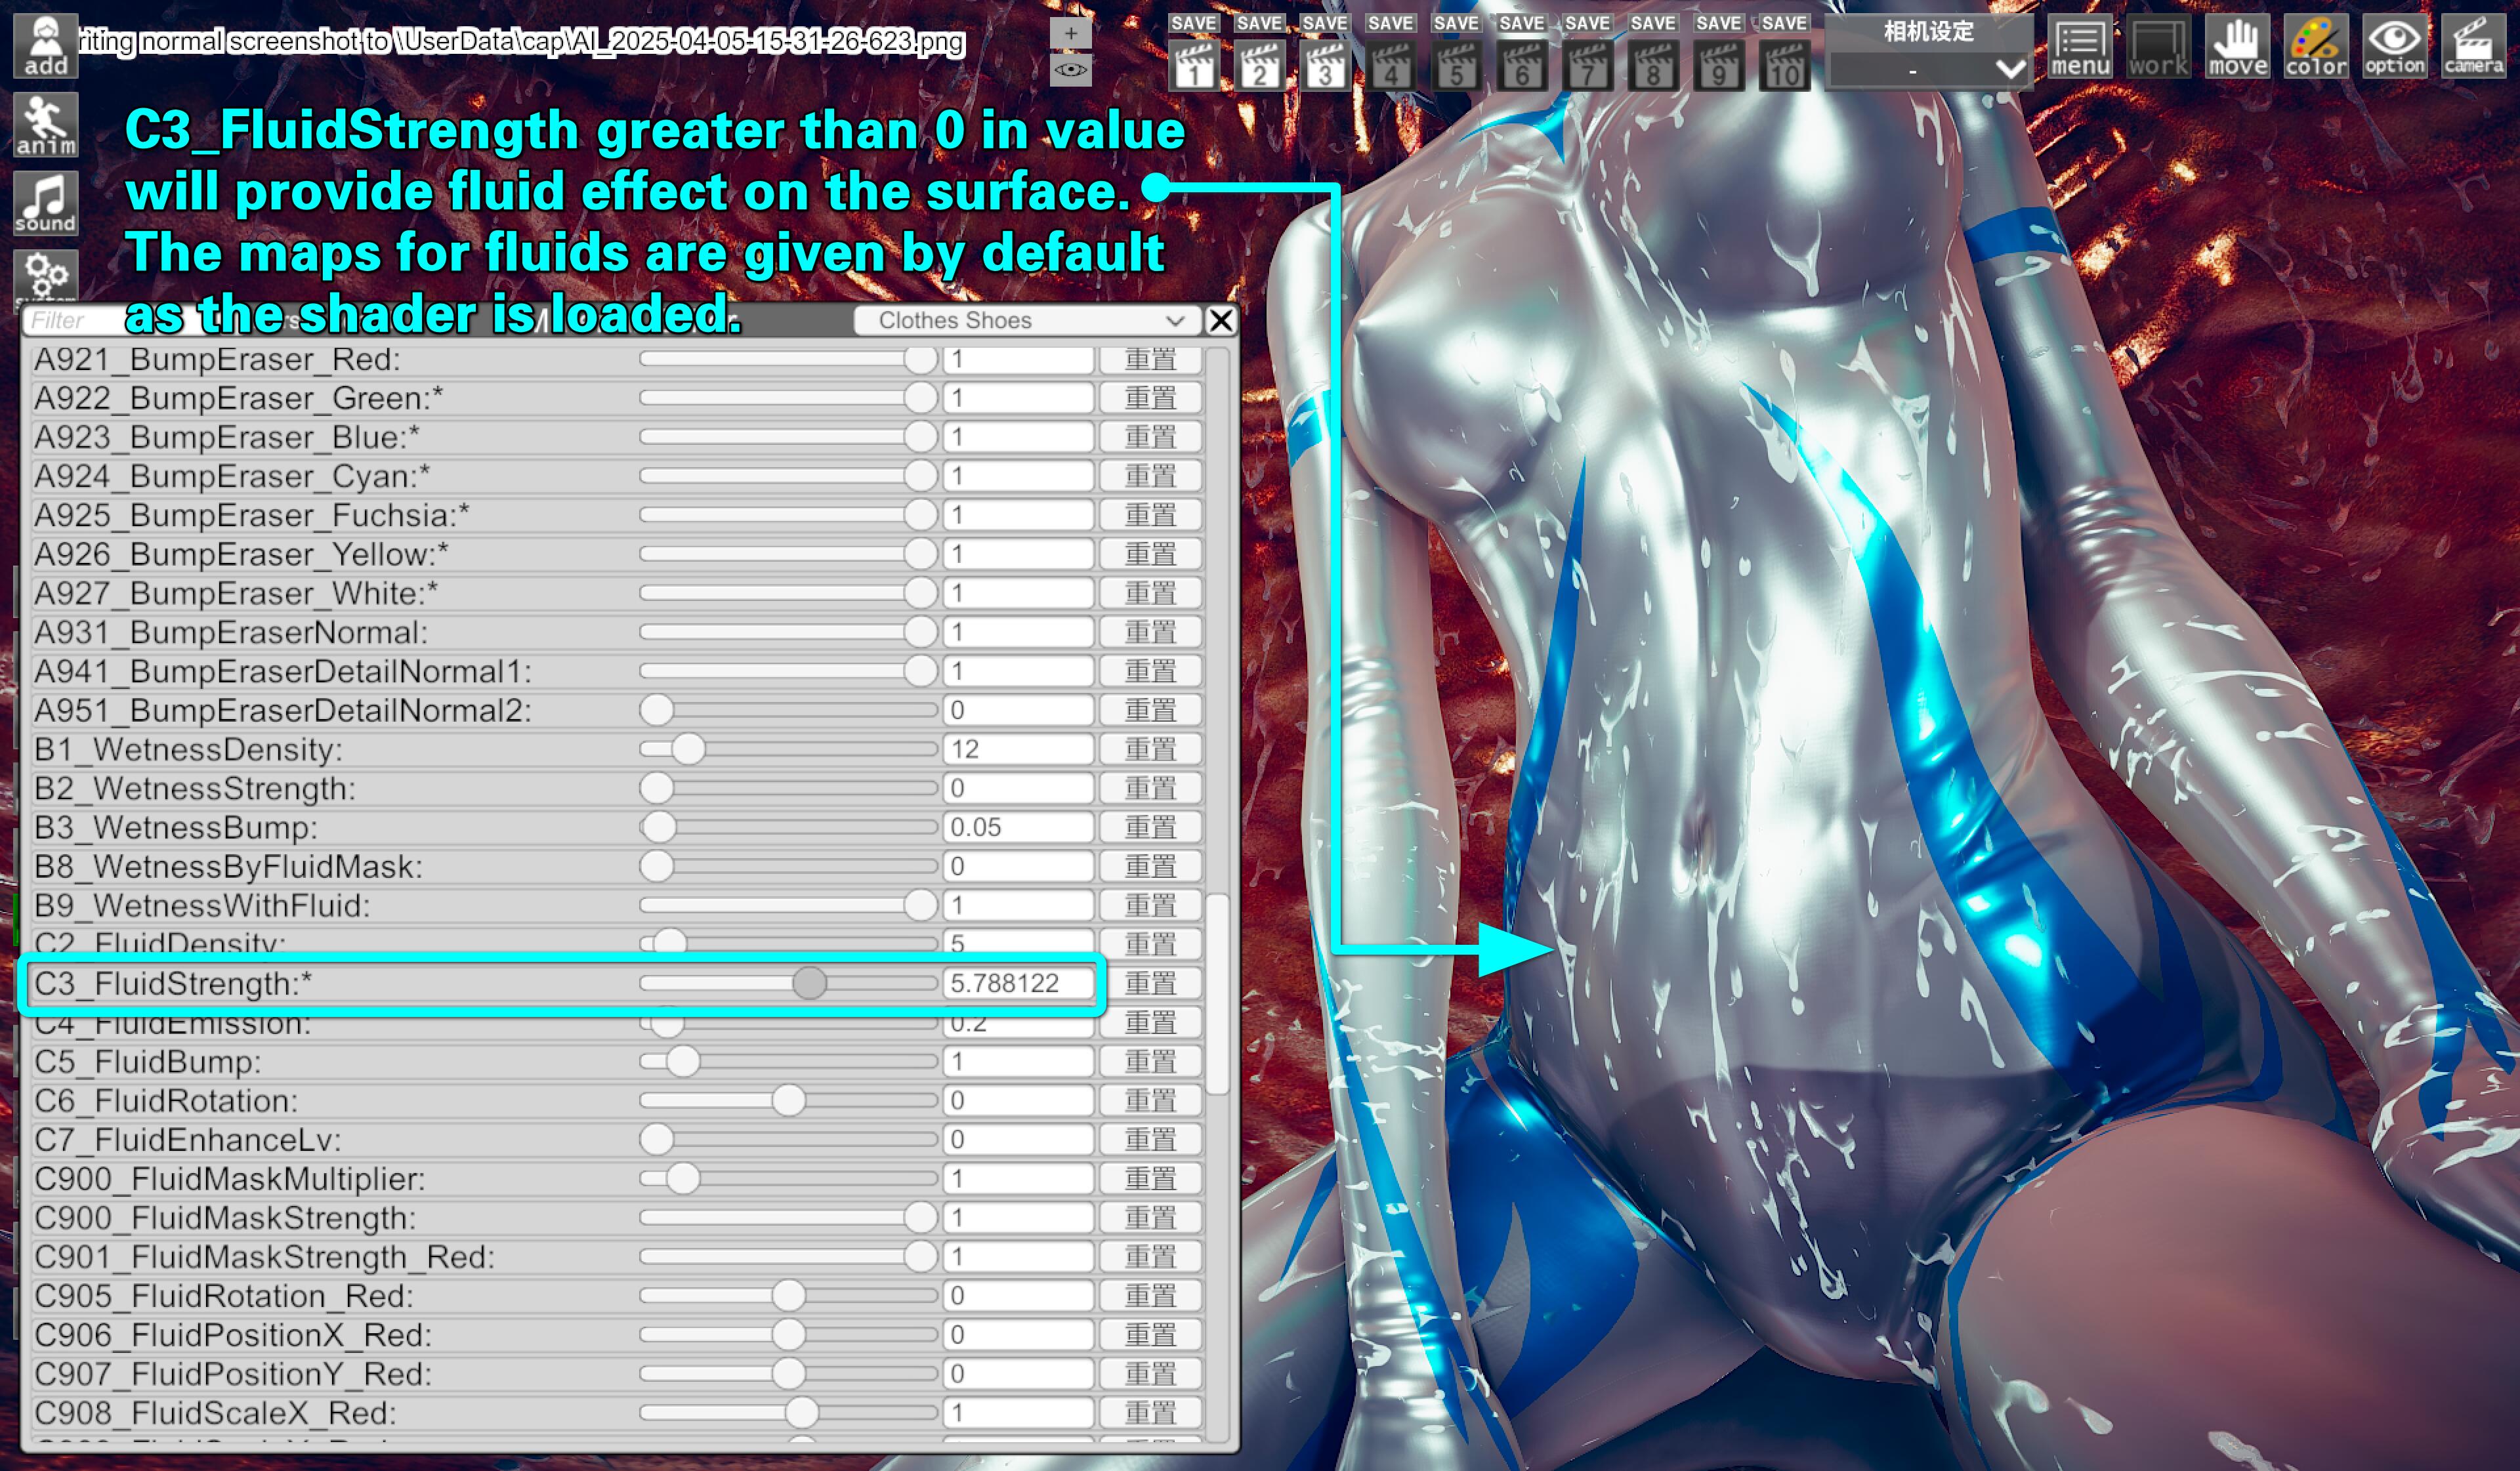 add
riting normal screenshot to \UserData\cap\AI_2025-04-05-15-31-26-623.png
+
SAVE SAVE SAVE SAVE SAVE SAVE SAVE SAVE SAVE SAVE
1 2 3 4 5 6 7 8 9 10
相机设定
-
menu work move color option camera
anim
sound
C3_FluidStrength greater than 0 in value
will provide fluid effect on the surface.
The maps for fluids are given by default
as the shader is loaded.
Filter
Clothes Shoes
A921_BumpEraser_Red: 1 重置
A922_BumpEraser_Green:* 1 重置
A923_BumpEraser_Blue:* 1 重置
A924_BumpEraser_Cyan:* 1 重置
A925_BumpEraser_Fuchsia:* 1 重置
A926_BumpEraser_Yellow:* 1 重置
A927_BumpEraser_White:* 1 重置
A931_BumpEraserNormal: 1 重置
A941_BumpEraserDetailNormal1: 1 重置
A951_BumpEraserDetailNormal2: 0 重置
B1_WetnessDensity: 12 重置
B2_WetnessStrength: 0 重置
B3_WetnessBump: 0.05 重置
B8_WetnessByFluidMask: 0 重置
B9_WetnessWithFluid: 1 重置
C2_FluidDensity: 5 重置
C3_FluidStrength:* 5.788122 重置
C4_FluidEmission: 0.2 重置
C5_FluidBump: 1 重置
C6_FluidRotation: 0 重置
C7_FluidEnhanceLv: 0 重置
C900_FluidMaskMultiplier: 1 重置
C900_FluidMaskStrength: 1 重置
C901_FluidMaskStrength_Red: 1 重置
C905_FluidRotation_Red: 0 重置
C906_FluidPositionX_Red: 0 重置
C907_FluidPositionY_Red: 0 重置
C908_FluidScaleX_Red: 1 重置